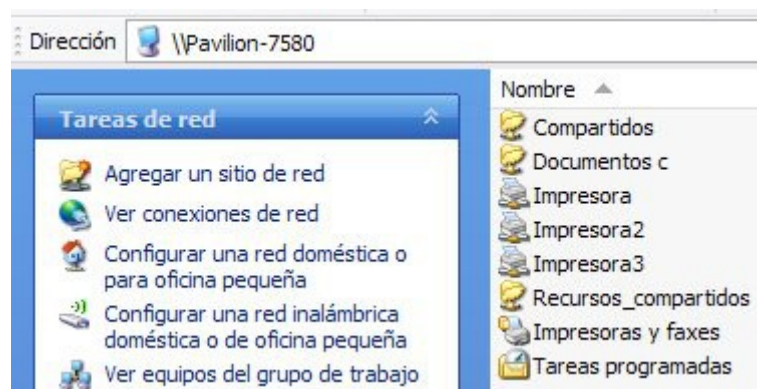 Dirección \\Pavilion-7580
Tareas de red
Agregar un sitio de red
Ver conexiones de red
Configurar una red doméstica o
para oficina pequeña
Configurar una red inalámbrica
doméstica o de oficina pequeña
Ver equipos del grupo de trabajo
Nombre
Compartidos
Documentos c
Impresora
Impresora2
Impresora3
Recursos_compartidos
Impresoras y faxes
Tareas programadas